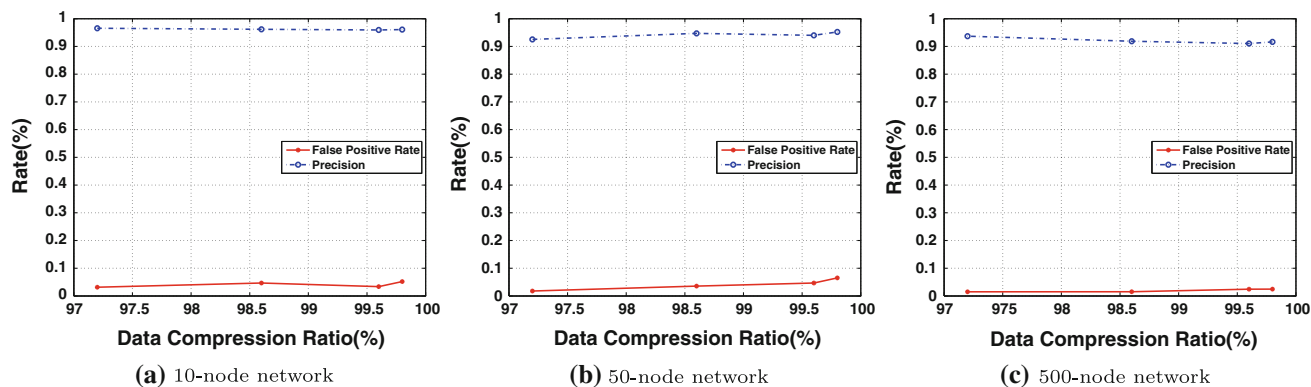 1
0.9
0.8
0.7
0.6
0.5
0.4
0.3
0.2
0.1
0
Rate(%)
False Positive Rate
Precision
97 97.5 98 98.5 99 99.5 100
Data Compression Ratio(%)
(a) 10-node network
1
0.9
0.8
0.7
0.6
0.5
0.4
0.3
0.2
0.1
0
Rate(%)
False Positive Rate
Precision
97 97.5 98 98.5 99 99.5 100
Data Compression Ratio(%)
(b) 50-node network
1
0.9
0.8
0.7
0.6
0.5
0.4
0.3
0.2
0.1
0
Rate(%)
False Positive Rate
Precision
97 97.5 98 98.5 99 99.5 100
Data Compression Ratio(%)
(c) 500-node network